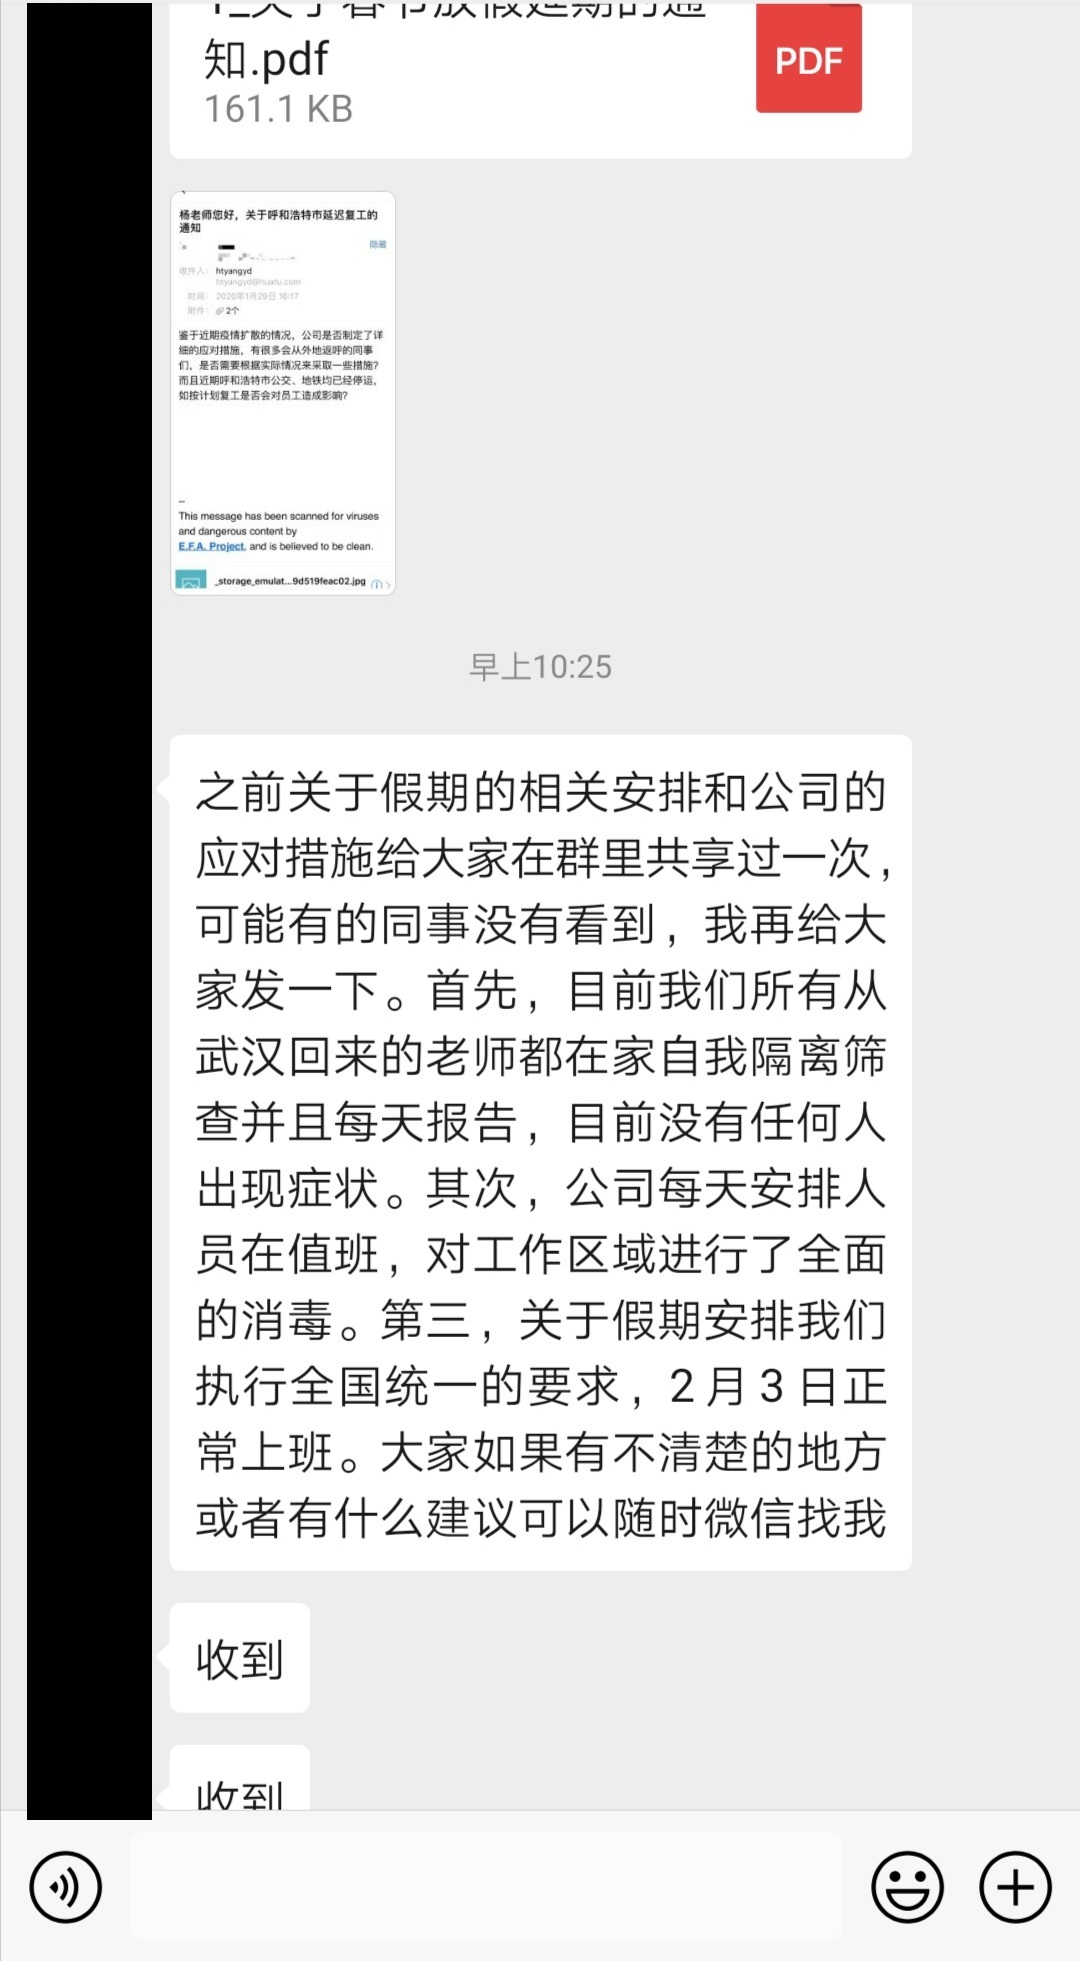 1_关于春节放假延期的通
知.pdf
161.1 KB
PDF
杨老师您好，关于呼和浩特市延迟复工的
通知
隐藏
收件人： htyangyd
htyangyd@huatu.com
时间： 2020年1月29日 16:17
附件： 2个
鉴于近期疫情扩散的情况，公司是否制定了详
细的应对措施，有很多会从外地返呼的同事
们，是否需要根据实际情况来采取一些措施？
而且近期呼和浩特市公交、地铁均已经停运，
如按计划复工是否会对员工造成影响？
--
This message has been scanned for viruses
and dangerous content by
E.F.A. Project, and is believed to be clean.
_storage_emulat...9d519feac02.jpg
早上10:25
之前关于假期的相关安排和公司的
应对措施给大家在群里共享过一次，
可能有的同事没有看到，我再给大
家发一下。首先，目前我们所有从
武汉回来的老师都在家自我隔离筛
查并且每天报告，目前没有任何人
出现症状。其次，公司每天安排人
员在值班，对工作区域进行了全面
的消毒。第三，关于假期安排我们
执行全国统一的要求，2月3日正
常上班。大家如果有不清楚的地方
或者有什么建议可以随时微信找我
收到
收到